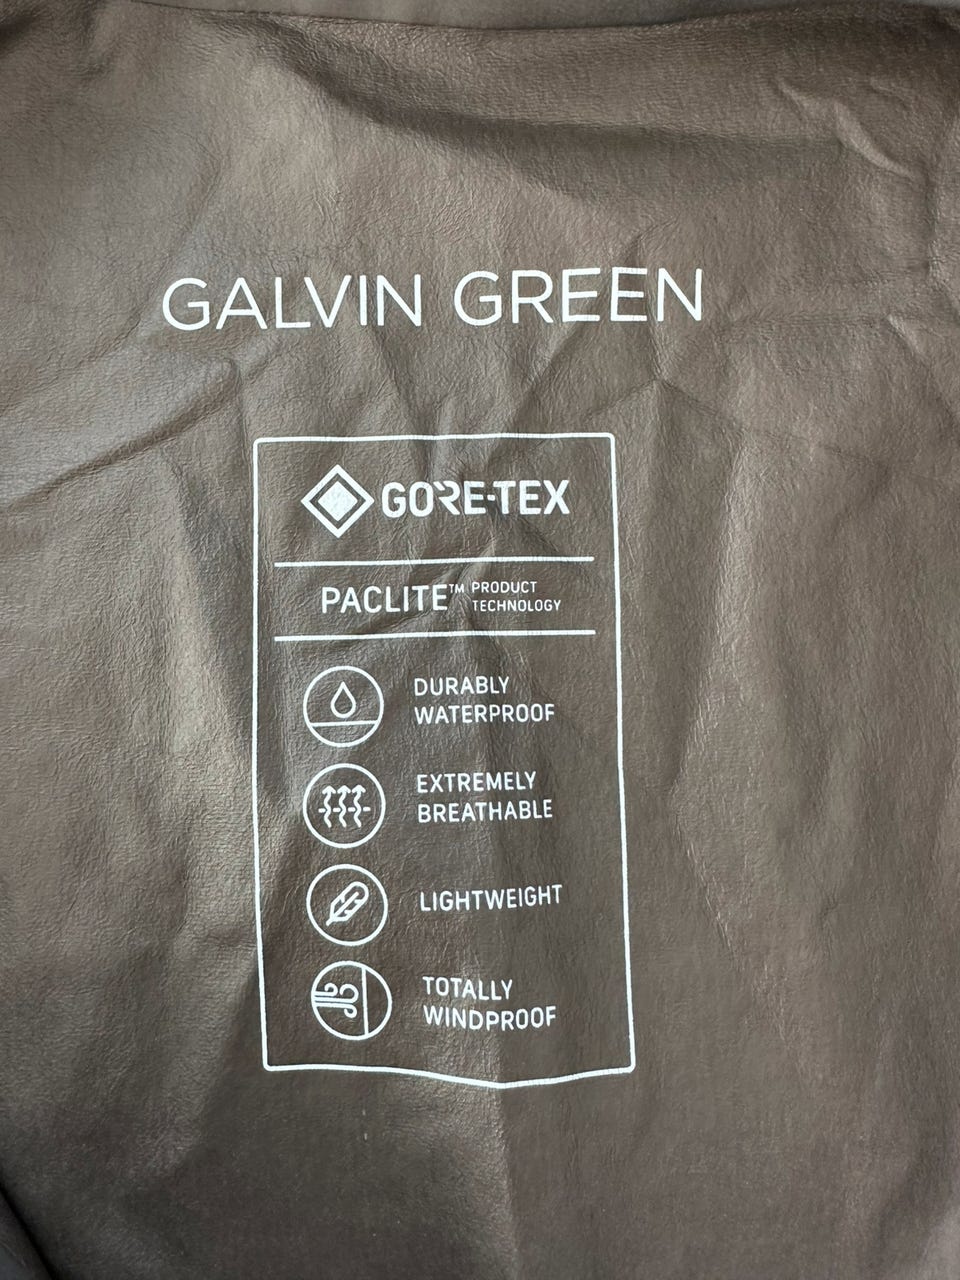 GALVIN GREEN
GORE-TEX
PACLITE™ PRODUCT
TECHNOLOGY
DURABLY
WATERPROOF
EXTREMELY
BREATHABLE
LIGHTWEIGHT
TOTALLY
WINDPROOF